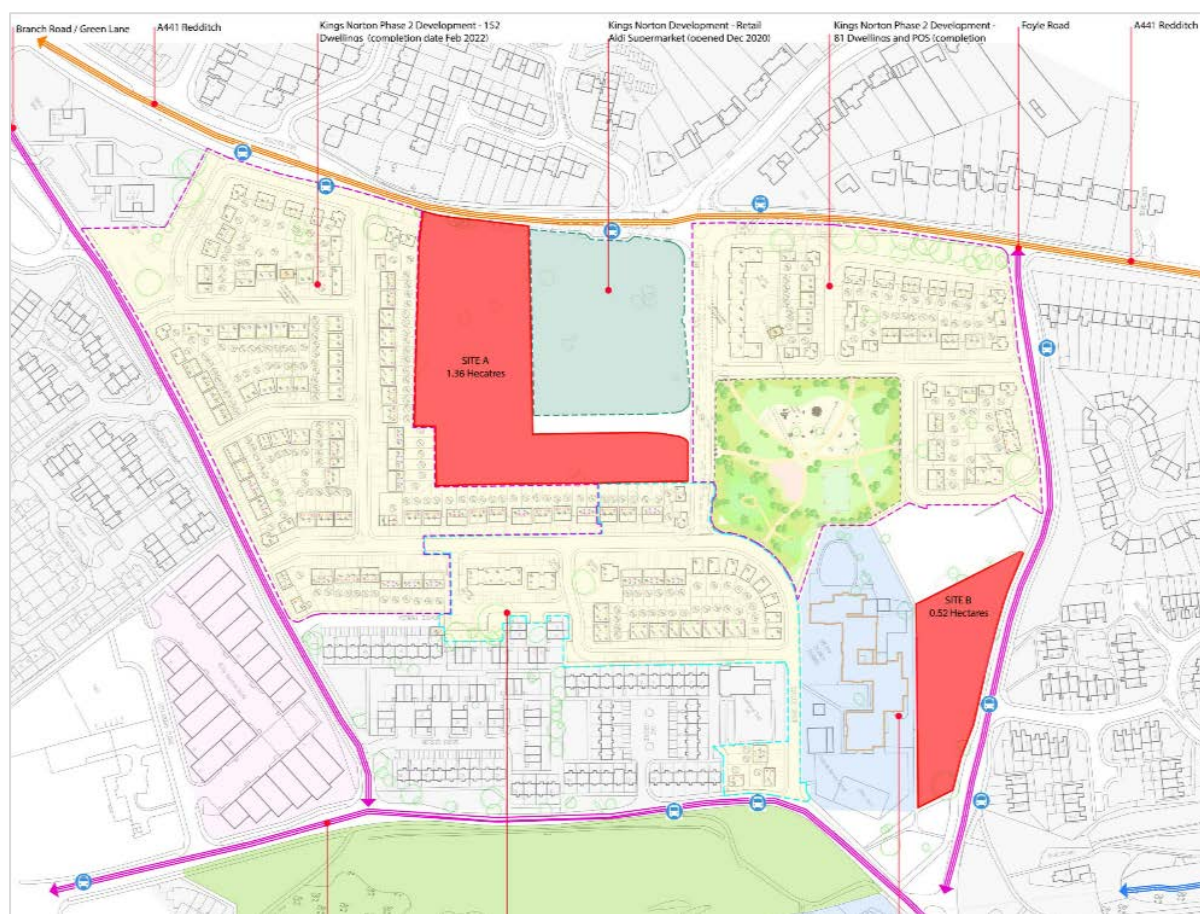 Branch Road / Green Lane
A441 Redditch
Kings Norton Phase 2 Development - 152
Dwellings (completion date Feb 2022)
Kings Norton Development - Retail
Aldi Supermarket (opened Dec 2020)
Kings Norton Phase 2 Development -
81 Dwellings and POS (completion
Foyle Road
A441 Redditch
SITE A
1.36 Hecatres
SITE B
0.52 Hectares